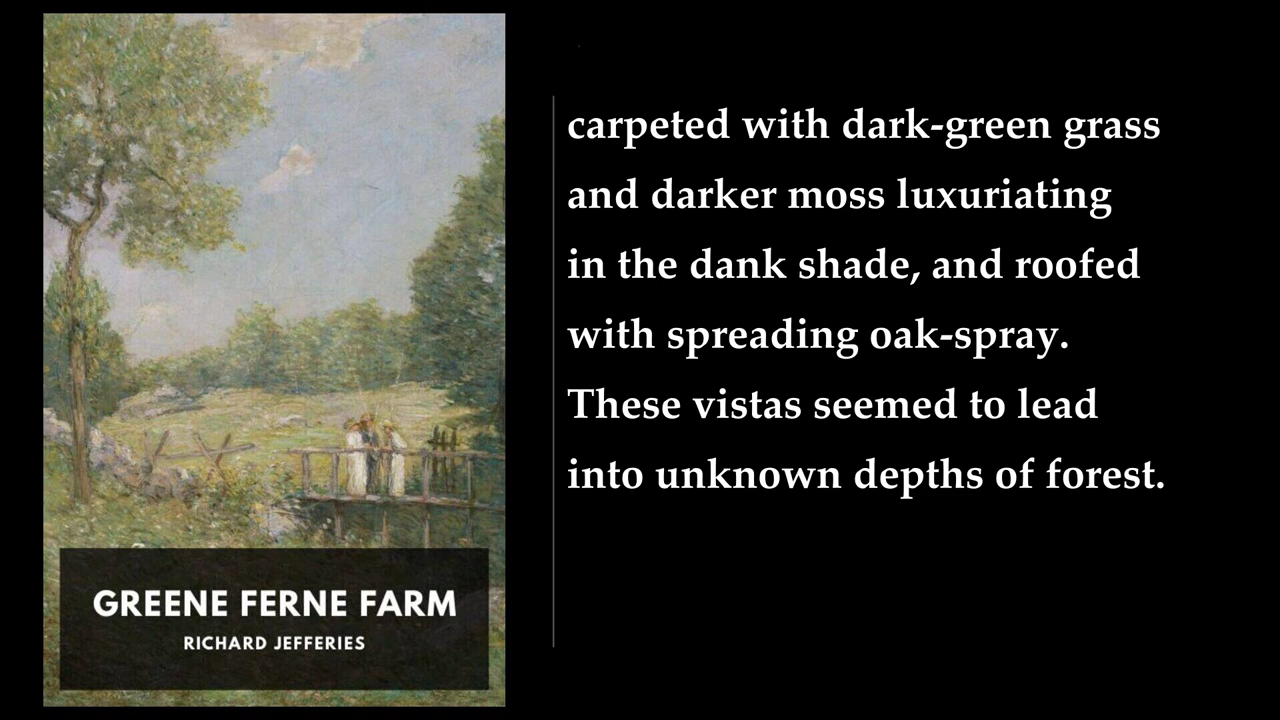 GREENE FERNE FARM
RICHARD JEFFERIES
carpeted with dark-green grass
and darker moss luxuriating
in the dank shade, and roofed
with spreading oak-spray.
These vistas seemed to lead
into unknown depths of forest.